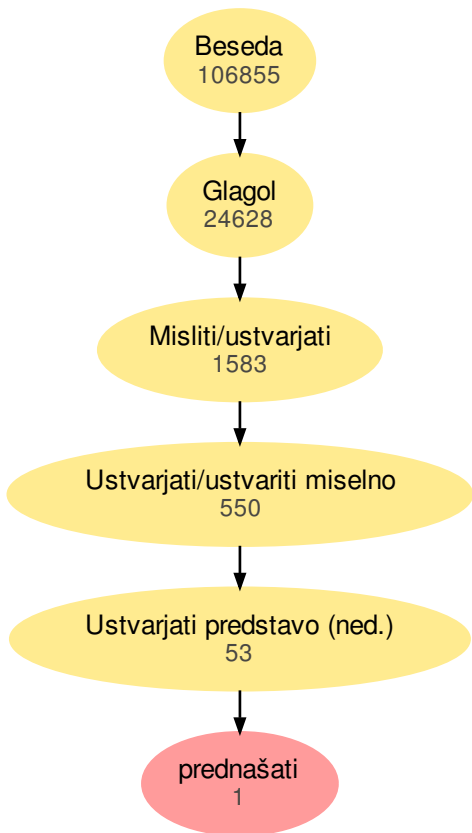 Beseda
106855
Glagol
24628
Misliti/ustvarjati
1583
Ustvarjati/ustvariti miselno
550
Ustvarjati predstavo (ned.)
53
prednašati
1